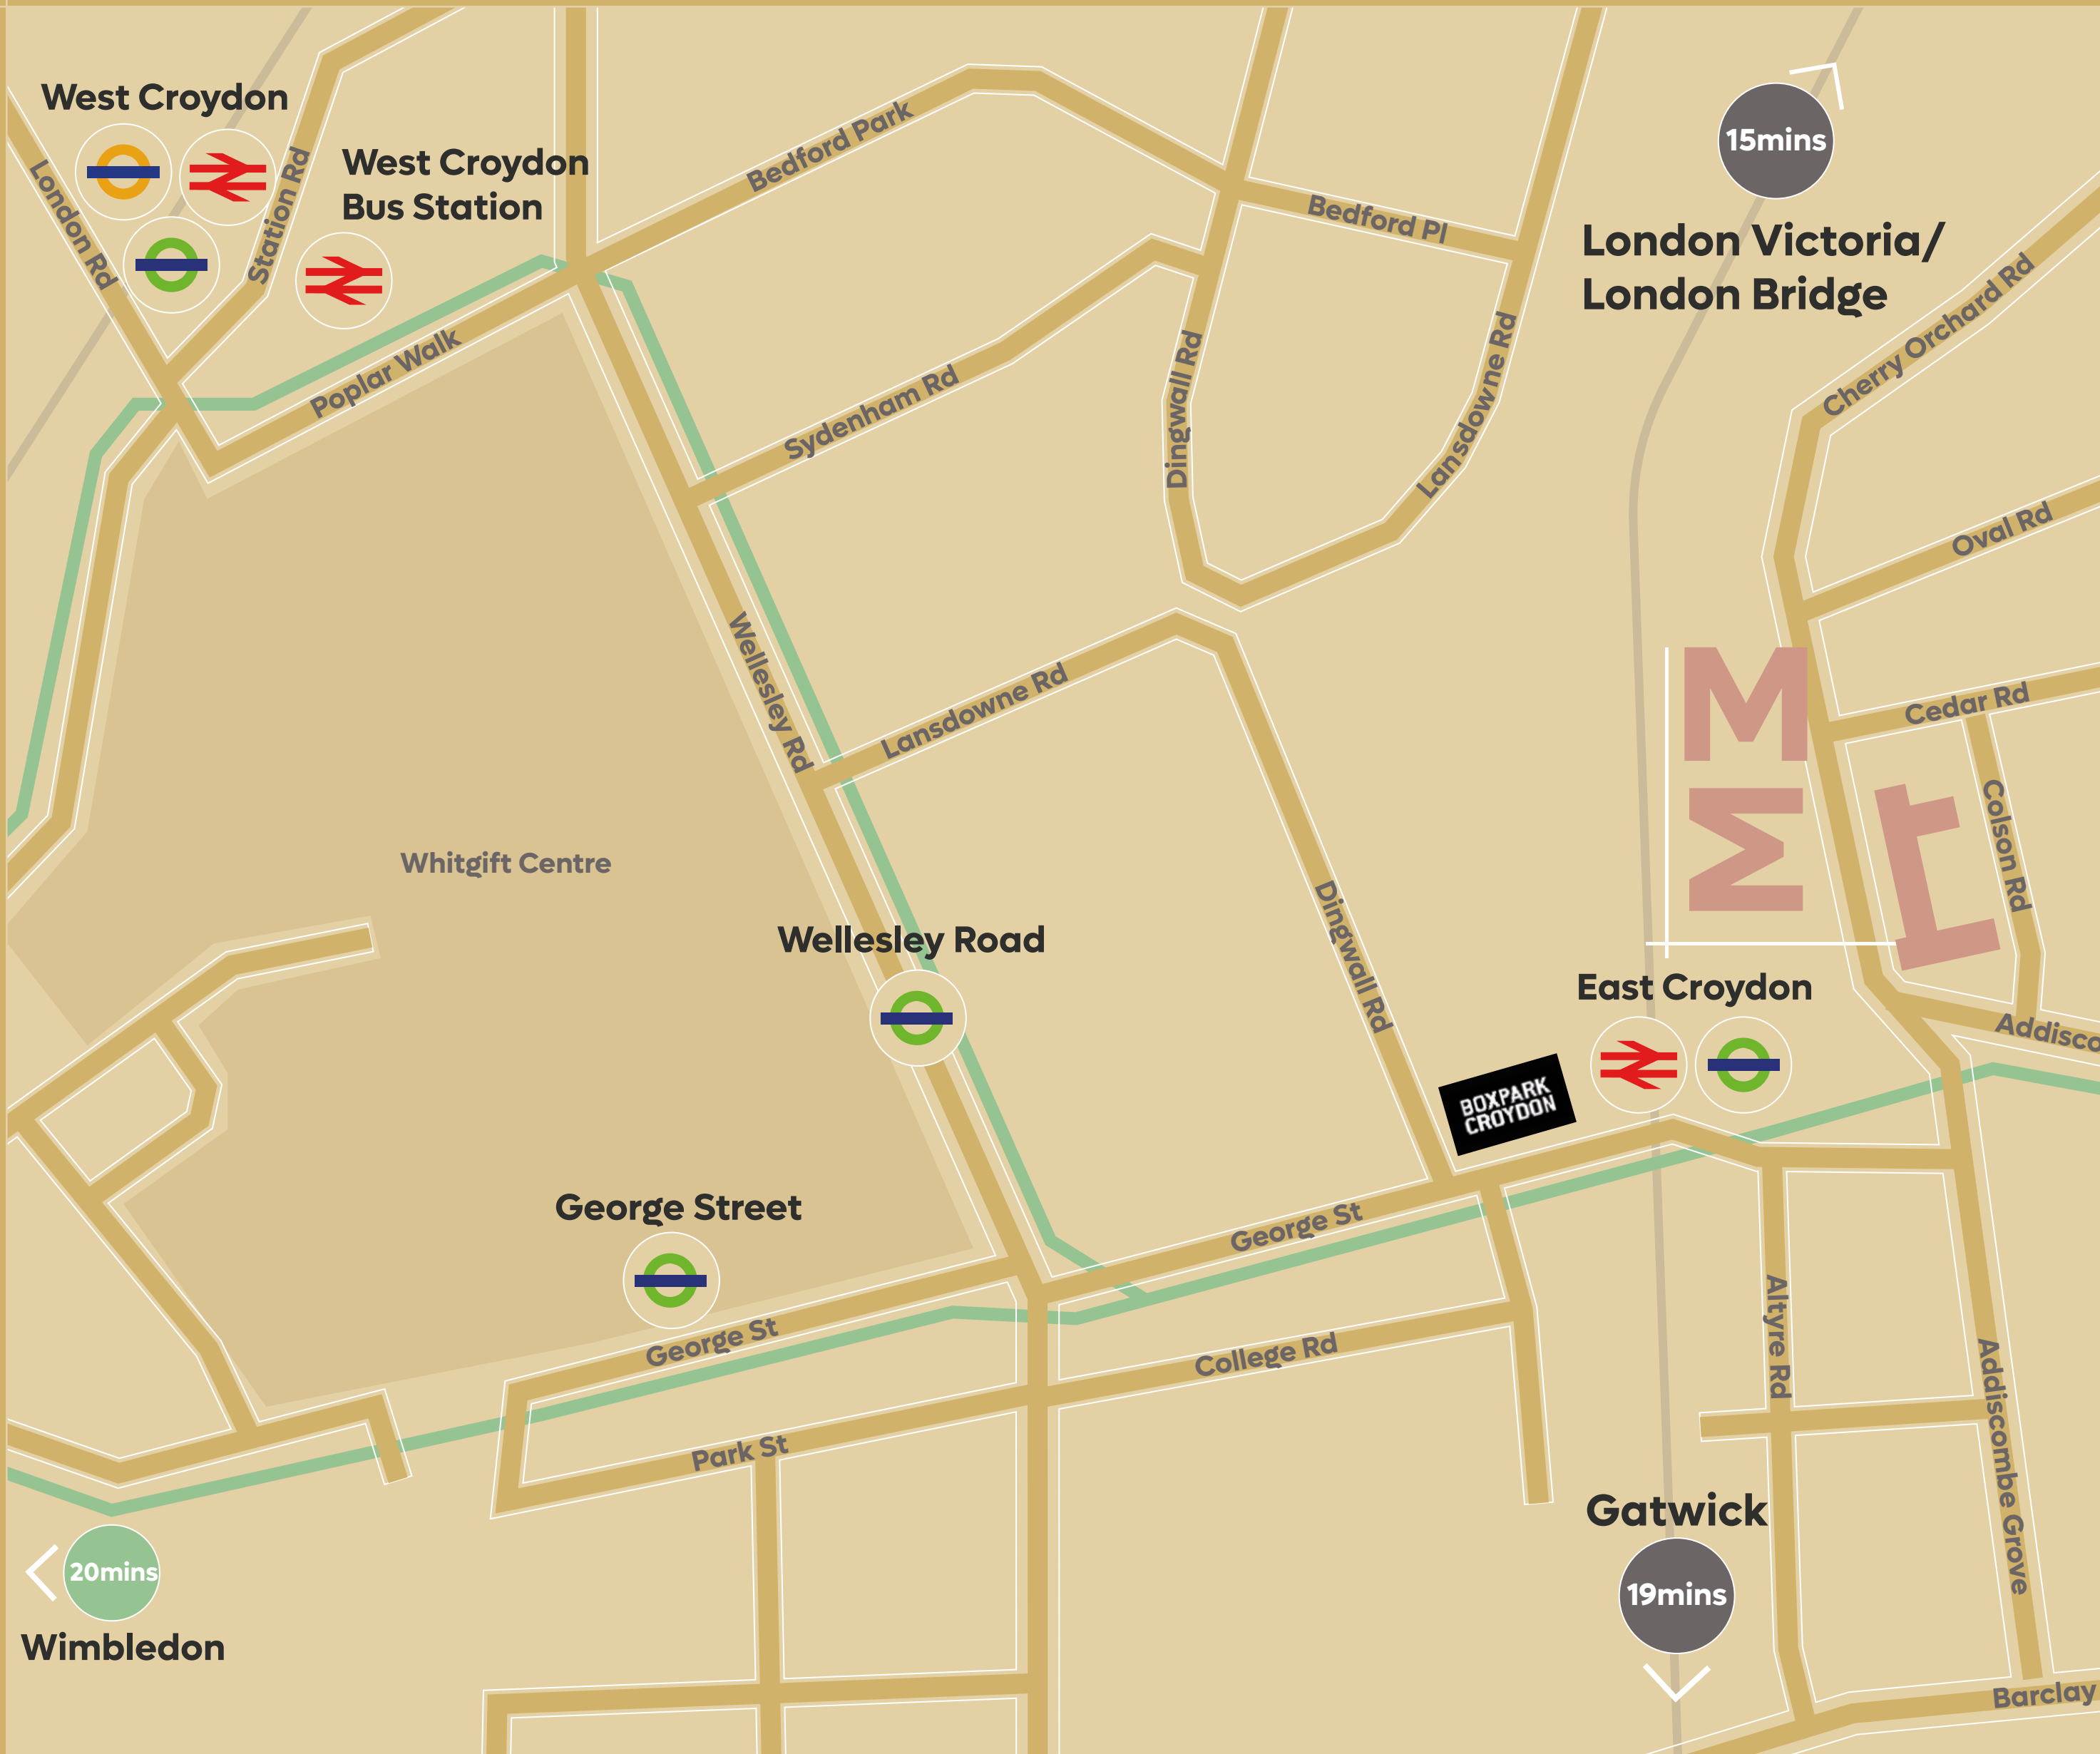 West Croydon
London Rd
Station Rd
West Croydon
Bus Station
Poplar Walk
Bedford Park
Bedford Pl
Sydenham Rd
Dingwall Rd
Lansdowne Rd
15mins
London Victoria/
London Bridge
Cherry Orchard Rd
Oval Rd
Cedar Rd
Colson Rd
Wellesley Rd
Lansdowne Rd
Whitgift Centre
Wellesley Road
Dingwall Rd
East Croydon
Addisco
BOXPARK
CROYDON
George Street
George St
George St
College Rd
Park St
Altyre Rd
Addiscombe Grove
Gatwick
19mins
20mins
Wimbledon
Barclay